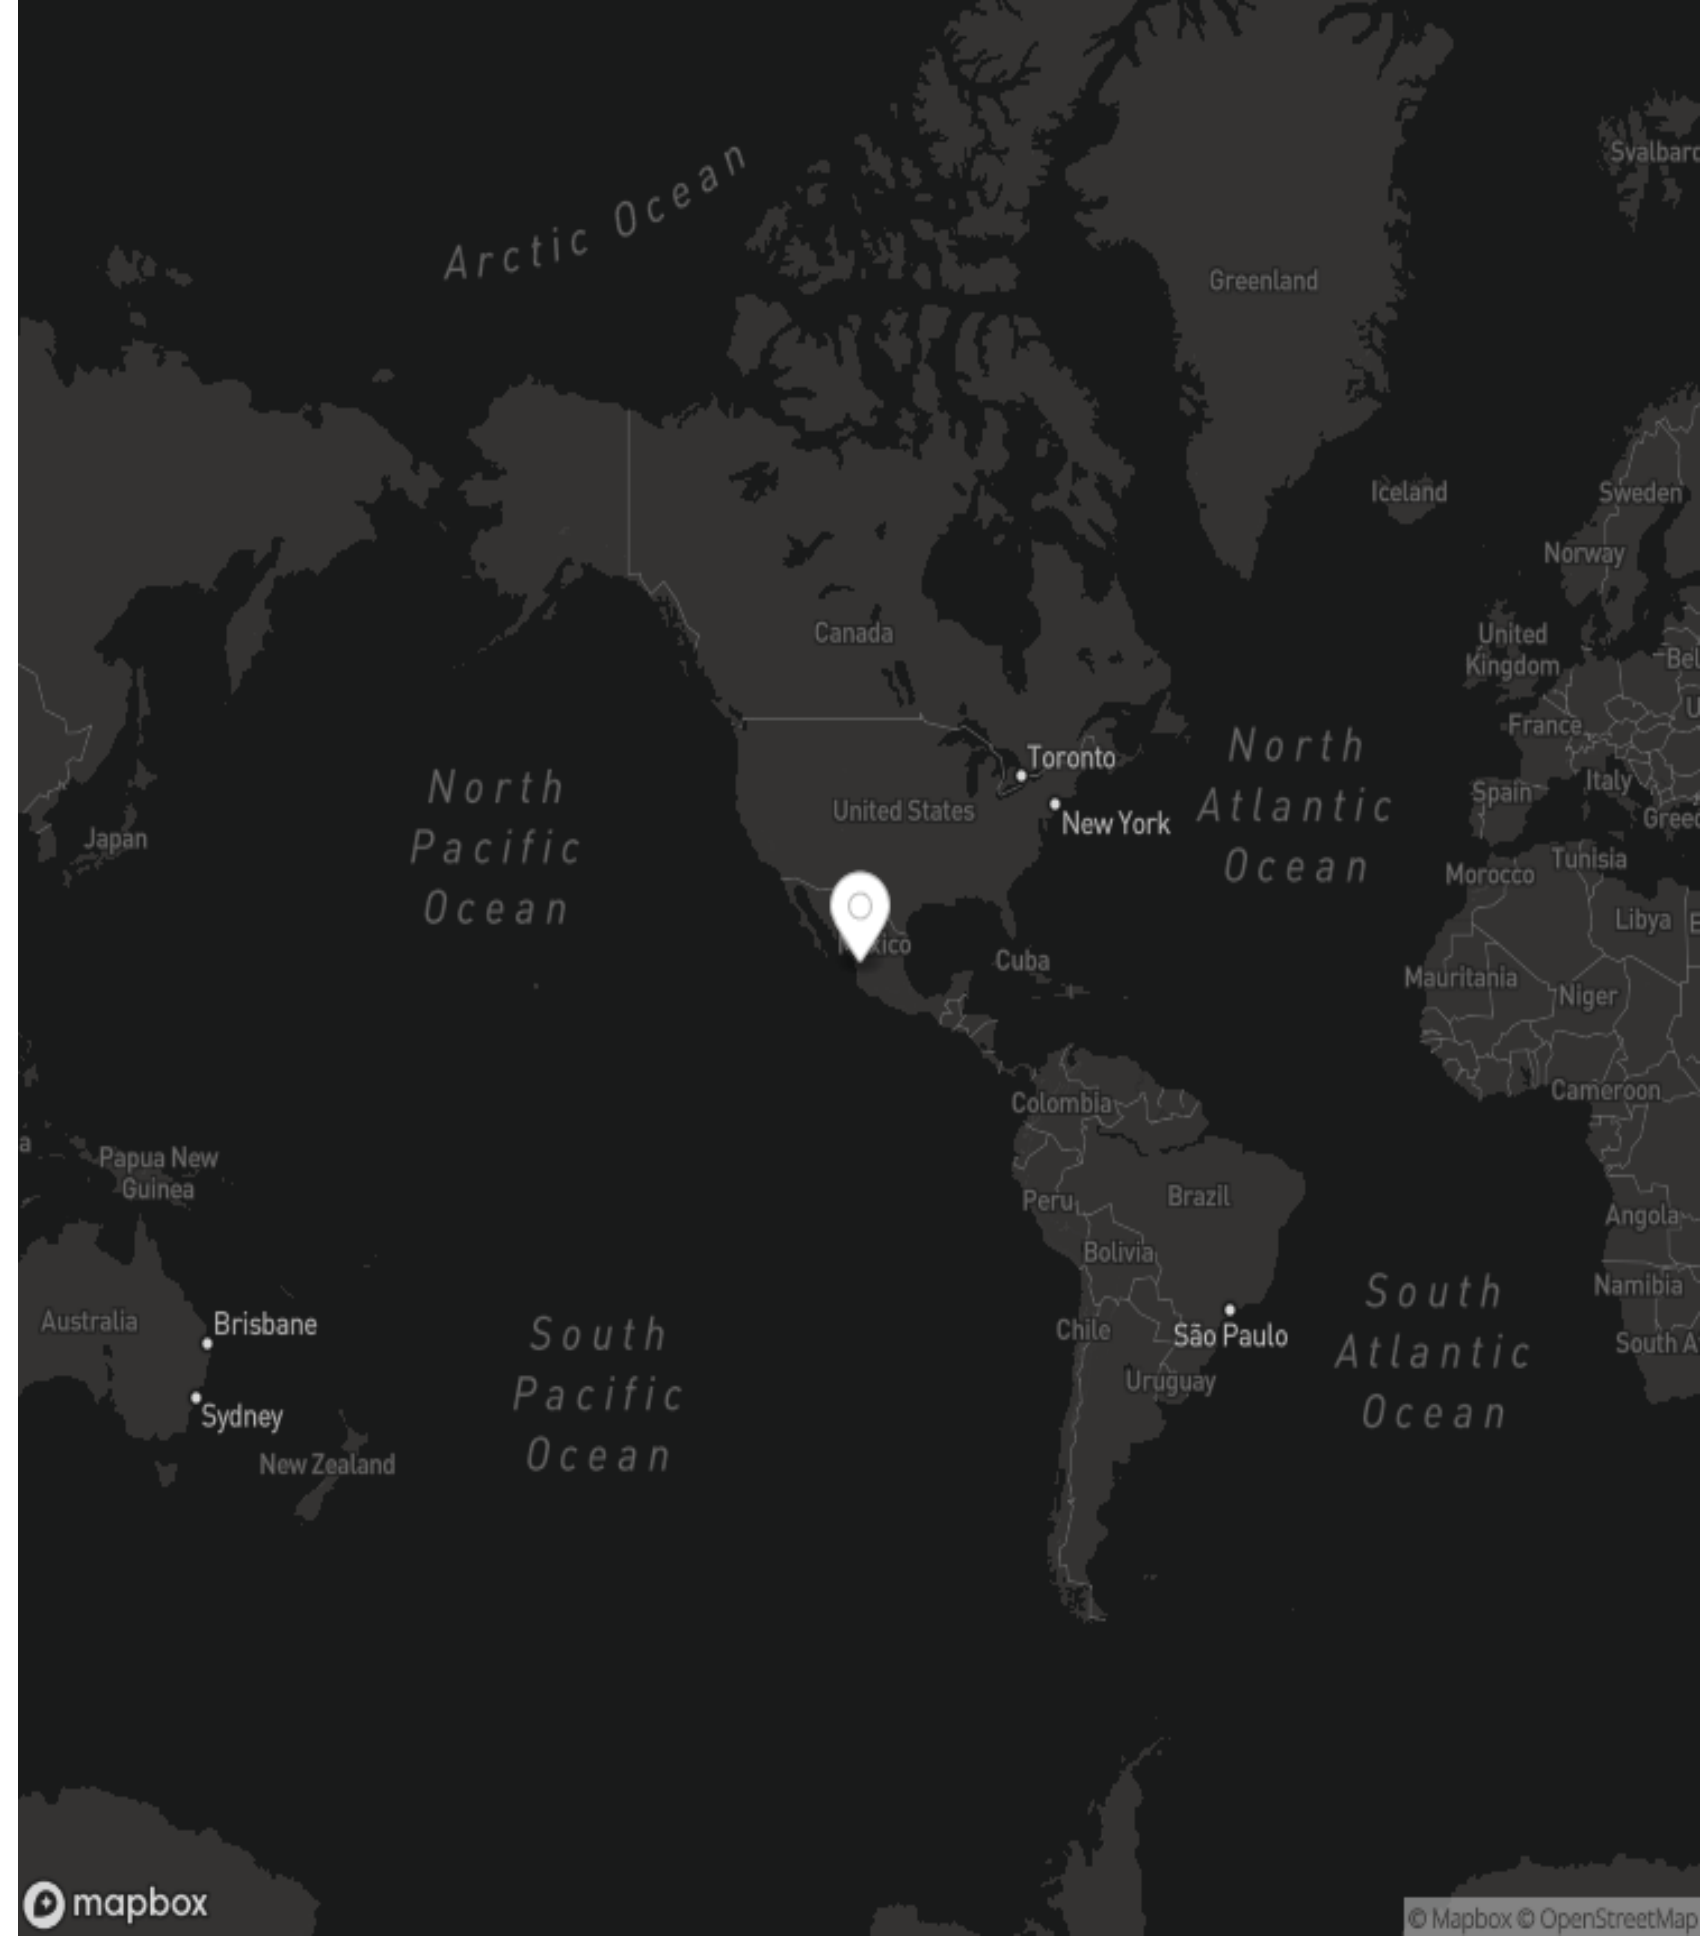 Svalbard
Arctic Ocean
Greenland
Iceland
Sweden
Norway
Canada
United
Kingdom
Bel
U
France
Toronto
North
Atlantic
Ocean
Italy
Spain
North
Pacific
Ocean
United States
Greec
New York
Japan
Tunisia
Morocco
Libya
E
Mexico
Cuba
Mauritania
Niger
Cameroon
Colombia
a
Papua New
Guinea
Peru
Brazil
Angola
Bolivia
Namibia
South
Atlantic
Ocean
Australia
Brisbane
South
Pacific
Ocean
Chile
São Paulo
South A
Uruguay
Sydney
New Zealand
mapbox
© Mapbox © OpenStreetMap